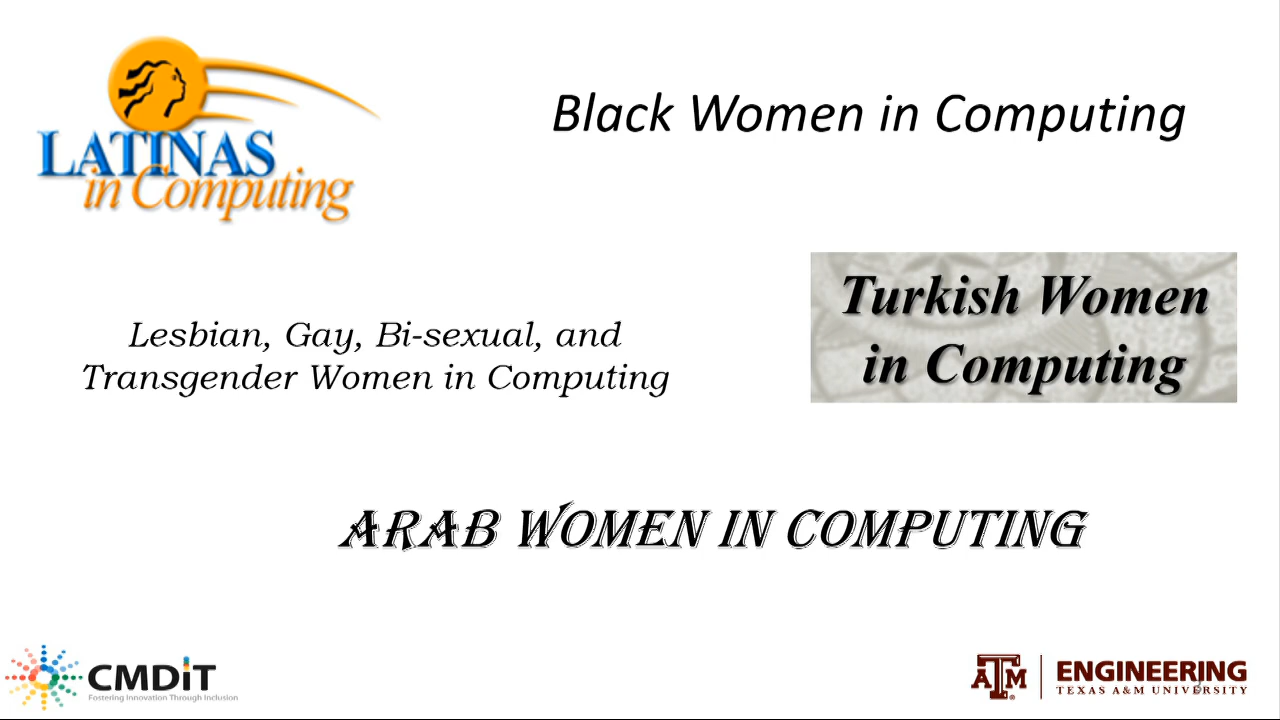 LATINAS
in Computing
Black Women in Computing
Turkish Women
in Computing
Lesbian, Gay, Bi-sexual, and
Transgender Women in Computing
ARAB WOMEN IN COMPUTING
CMDiT
Fostering Innovation Through Inclusion
ATM®
ENGINEERING
TEXAS A&M UNIVERSITY